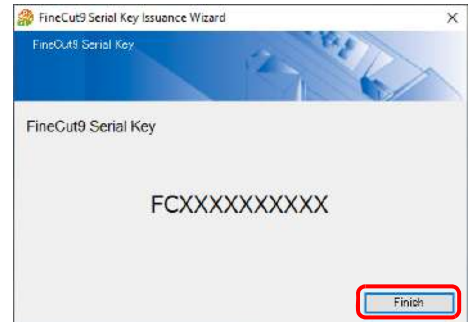 FineCut9 Serial Key Issuance Wizard
FineCut9 Serial Key
FineCut9 Serial Key
FCXXXXXXXXXX
Finish